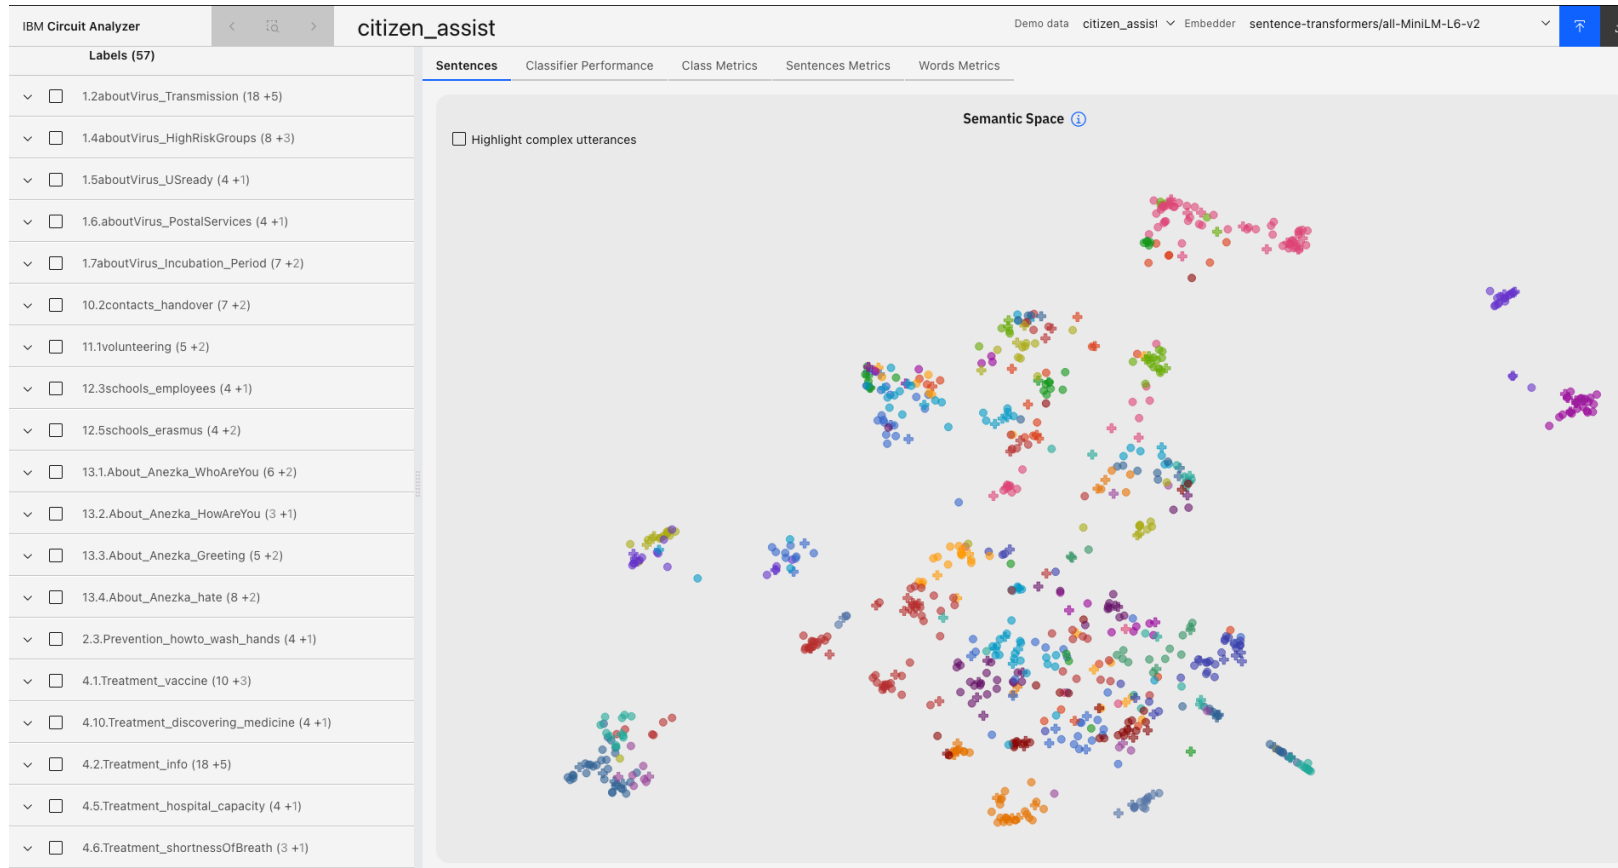 IBM Circuit Analyzer
citizen_assist
Demo data citizen_assist Embedder sentence-transformers/all-MiniLM-L6-v2
Labels (57)
1.2aboutVirus_Transmission (18 +5)
1.4aboutVirus_HighRiskGroups (8 +3)
1.5aboutVirus_USready (4 +1)
1.6.aboutVirus_PostalServices (4 +1)
1.7aboutVirus_Incubation_Period (7 +2)
10.2contacts_handover (7 +2)
11.1volunteering (5 +2)
12.3schools_employees (4 +1)
12.5schools_erasmus (4 +2)
13.1.About_Anezka_WhoAreYou (6 +2)
13.2.About_Anezka_HowAreYou (3 +1)
13.3.About_Anezka_Greeting (5 +2)
13.4.About_Anezka_hate (8 +2)
2.3.Prevention_howto_wash_hands (4 +1)
4.1.Treatment_vaccine (10 +3)
4.10.Treatment_discovering_medicine (4 +1)
4.2.Treatment_info (18 +5)
4.5.Treatment_hospital_capacity (4 +1)
4.6.Treatment_shortnessOfBreath (3 +1)
Sentences Classifier Performance Class Metrics Sentences Metrics Words Metrics
Semantic Space
Highlight complex utterances